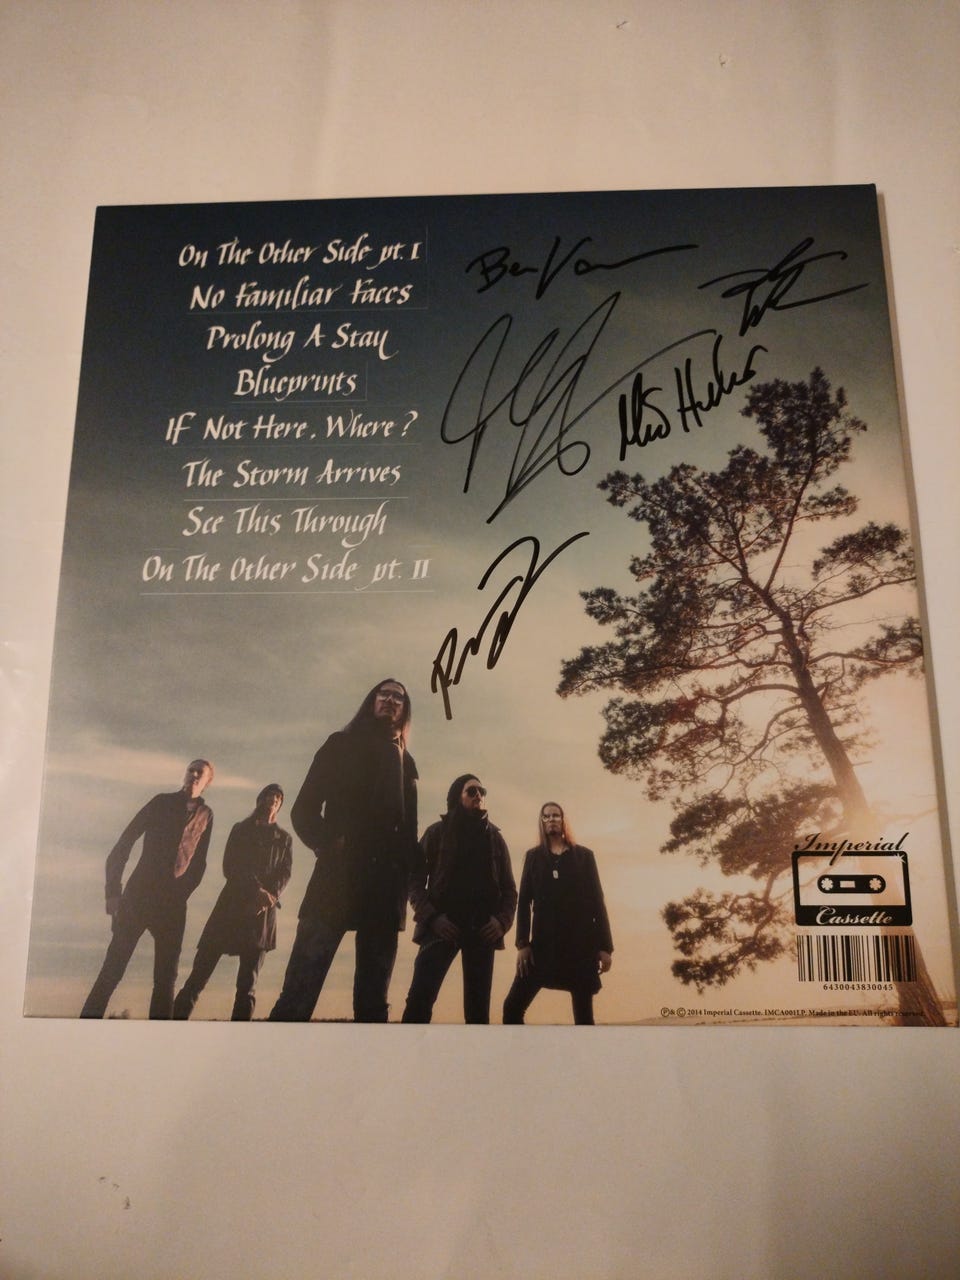 On The Other Side pt. I
No Familiar Faces
Prolong A Stay
Blueprints
If Not Here, Where?
The Storm Arrives
See This Through
On The Other Side pt. II
Ben
Imperial
Cassette
6430043830045
℗& © 2014 Imperial Cassette. IMCA001LP. Made in the EU. All rights reserved.